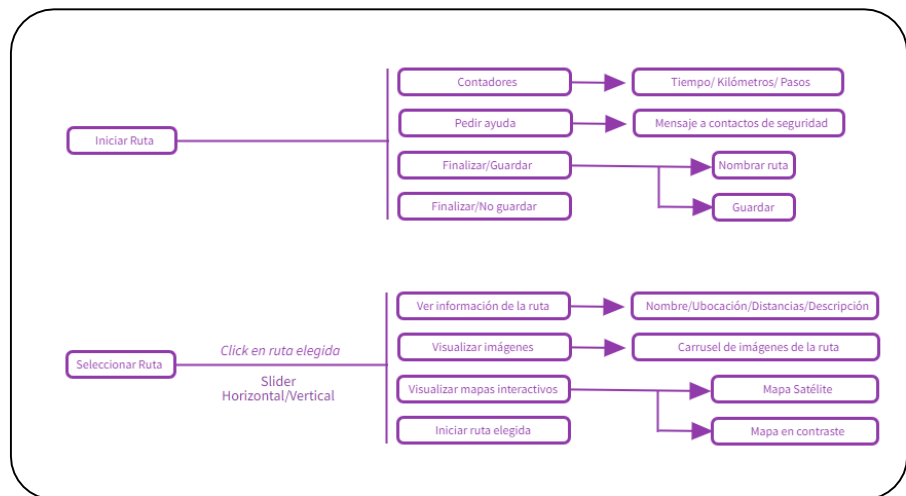 Iniciar Ruta
Contadores
Tiempo/ Kilómetros/ Pasos
Pedir ayuda
Mensaje a contactos de seguridad
Finalizar/Guardar
Nombrar ruta
Guardar
Finalizar/No guardar
Seleccionar Ruta
Click en ruta elegida
Slider
Horizontal/Vertical
Ver información de la ruta
Nombre/Ubocación/Distancias/Descripción
Visualizar imágenes
Carrusel de imágenes de la ruta
Visualizar mapas interactivos
Mapa Satélite
Mapa en contraste
Iniciar ruta elegida